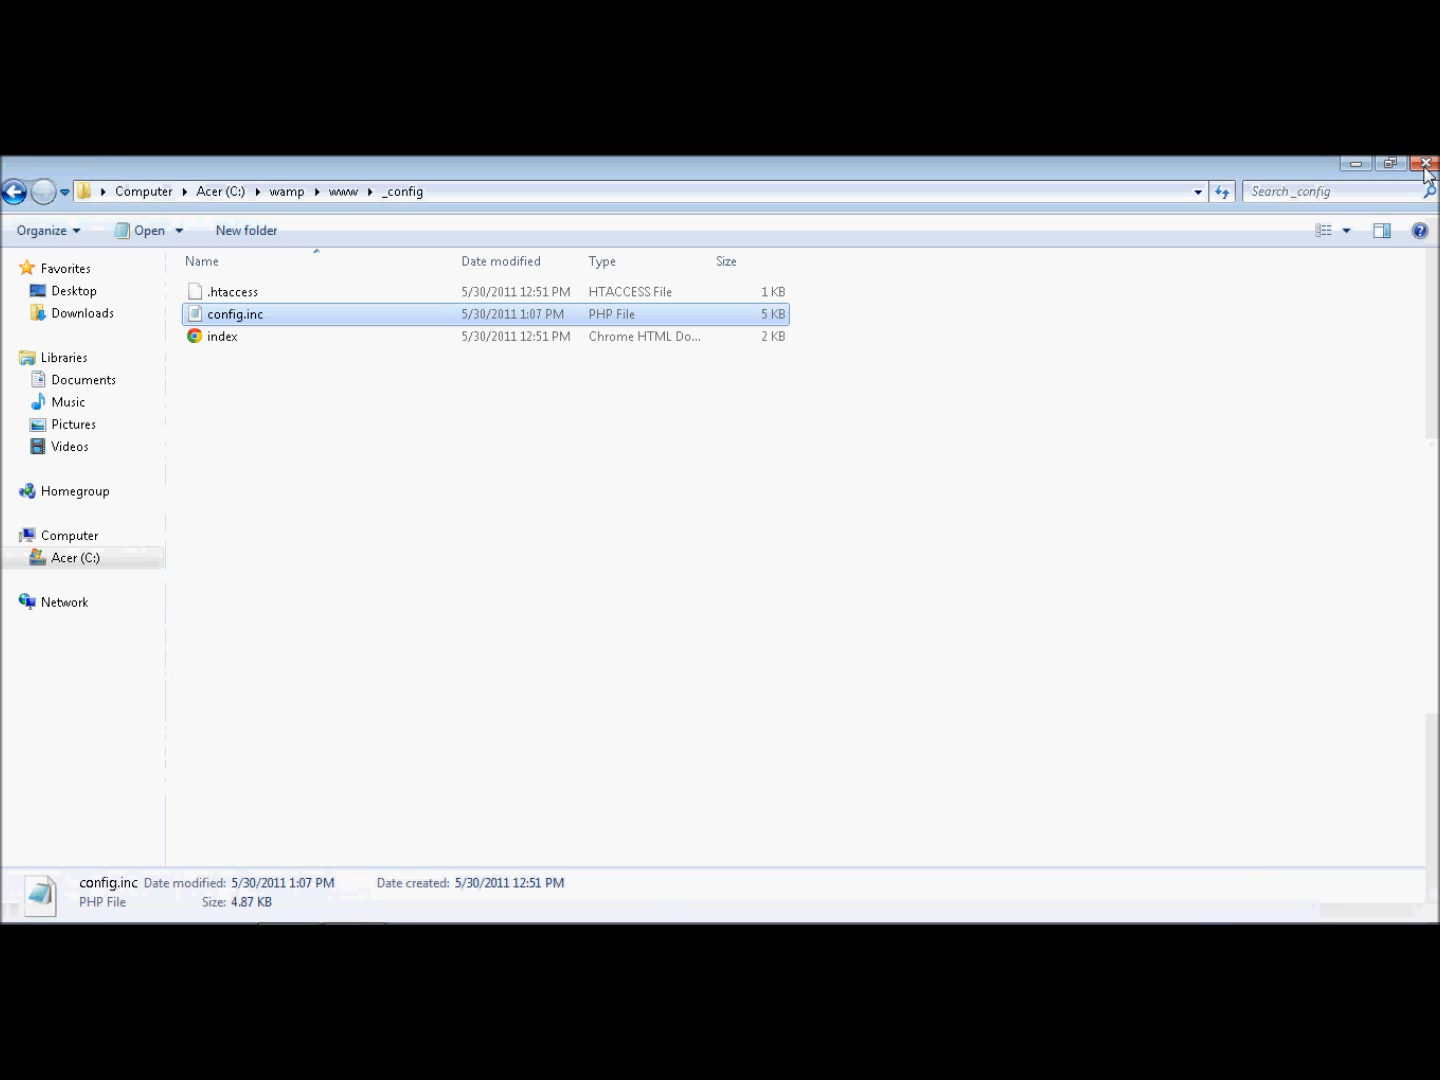 Computer Acer (C:) wamp www _config
Search _config
Organize Open New folder
Name Date modified Type Size
.htaccess 5/30/2011 12:51 PM HTACCESS File 1 KB
config.inc 5/30/2011 1:07 PM PHP File 5 KB
index 5/30/2011 12:51 PM Chrome HTML Do... 2 KB
Favorites
Desktop
Downloads
Libraries
Documents
Music
Pictures
Videos
Homegroup
Computer
Acer (C:)
Network
config.inc Date modified: 5/30/2011 1:07 PM Date created: 5/30/2011 12:51 PM
PHP File Size: 4.87 KB